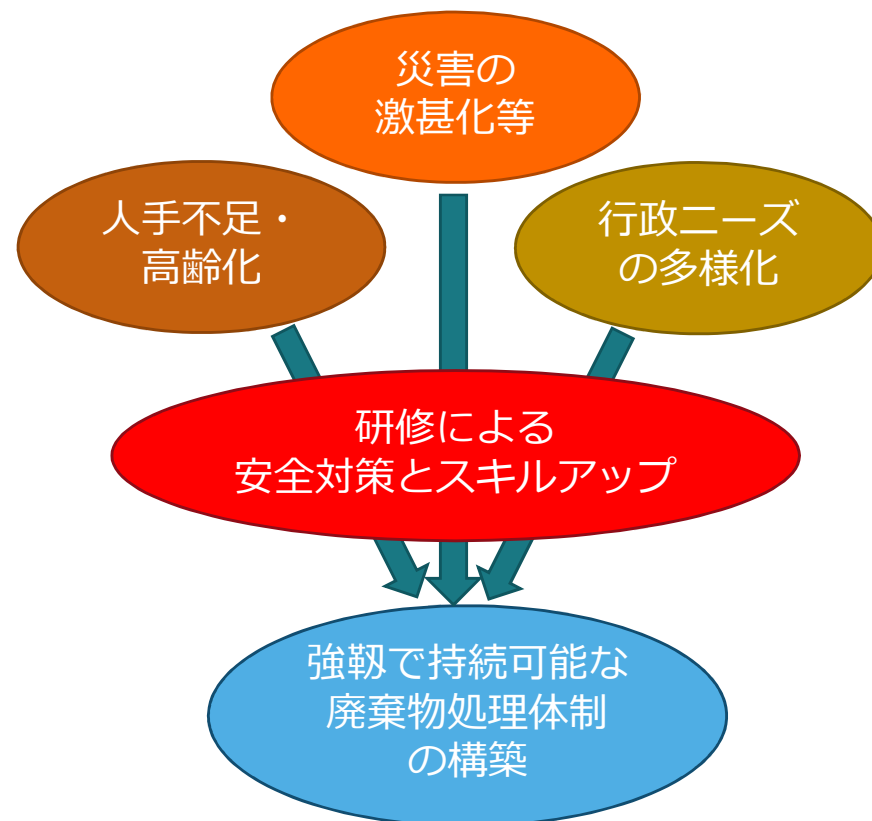 災害の
激甚化等
人手不足・
高齢化
行政ニーズ
の多様化
研修による
安全対策とスキルアップ
強靱で持続可能な
廃棄物処理体制
の構築